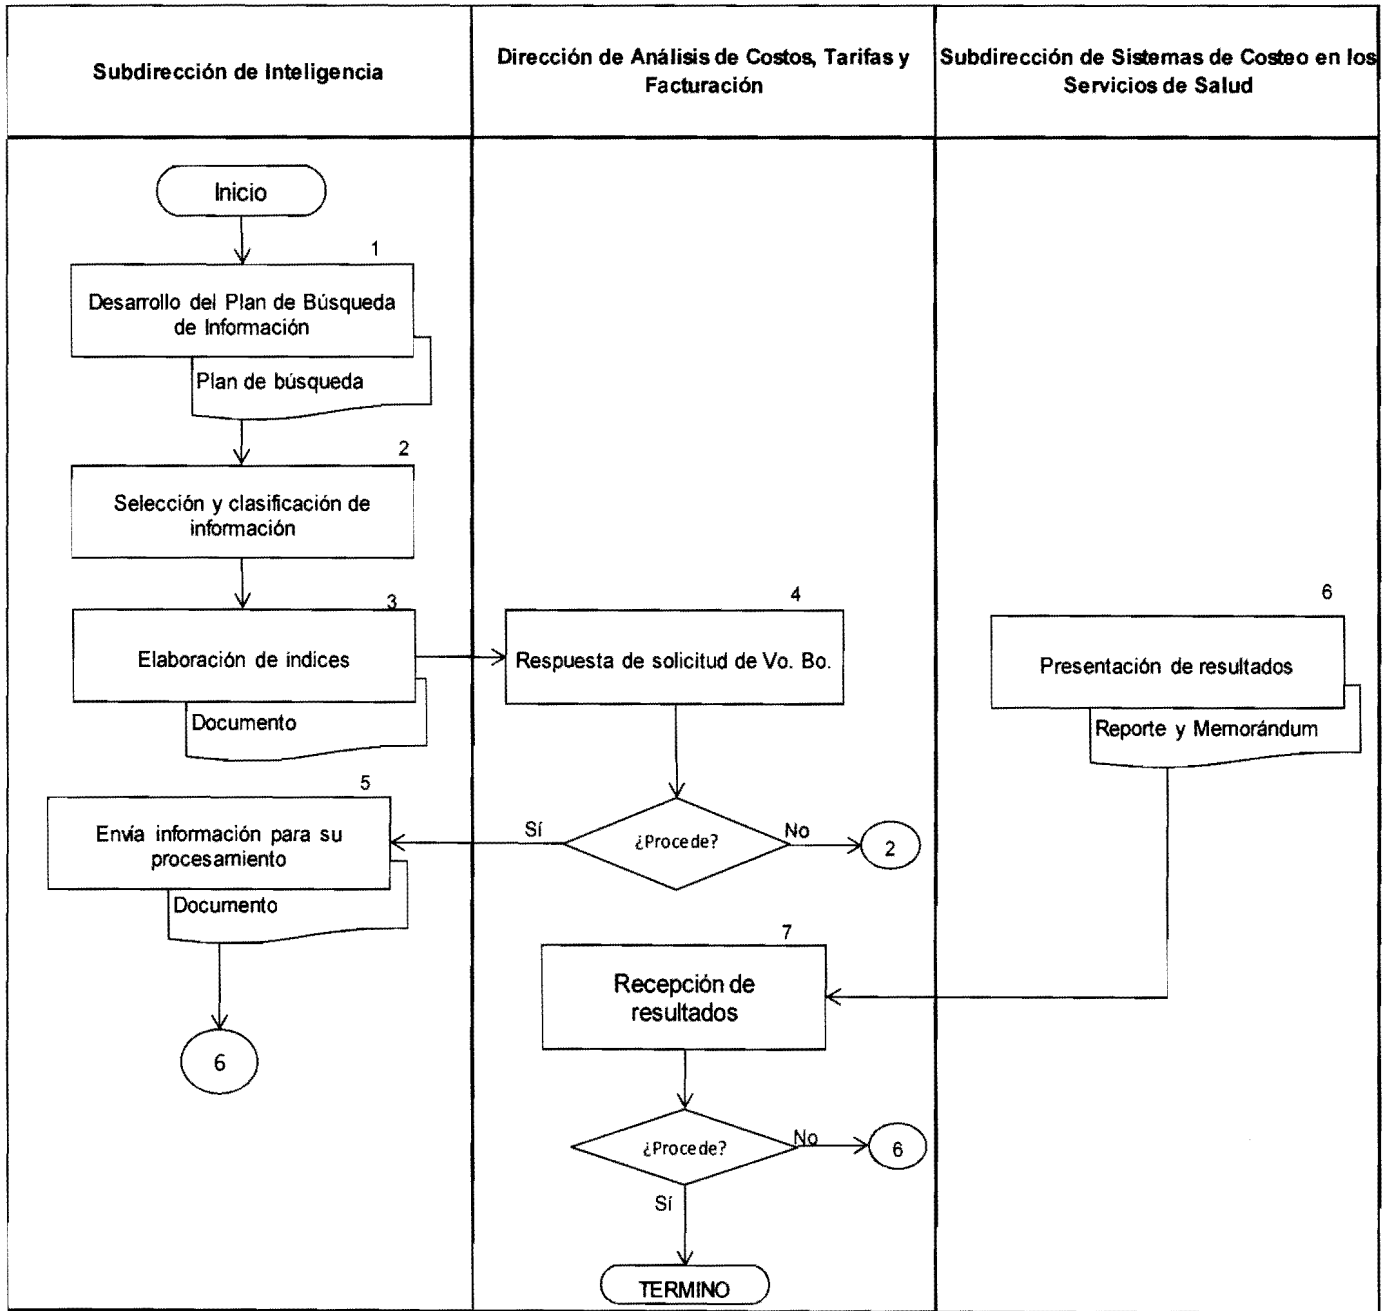 Subdirección de Inteligencia
Dirección de Análisis de Costos, Tarifas y
Facturación
Subdirección de Sistemas de Costeo en los
Servicios de Salud
Inicio
1
Desarrollo del Plan de Búsqueda
de Información
Plan de búsqueda
2
Selección y clasificación de
información
3
Elaboración de índices
Documento
4
Respuesta de solicitud de Vo. Bo.
6
Presentación de resultados
Reporte y Memorándum
5
Envía información para su
procesamiento
Documento
Sí
¿Procede?
No
2
6
7
Recepción de
resultados
¿Procede?
No
6
Sí
TERMINO